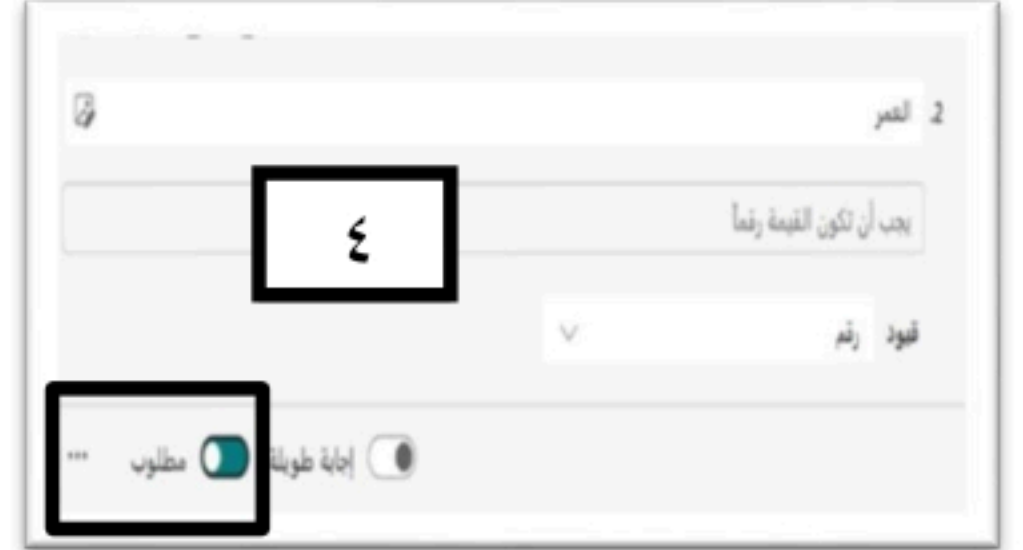 2. العمر
يجب أن تكون القيمة رقماً
٤
قيود رقم
إجابة طويلة مطلوب ...